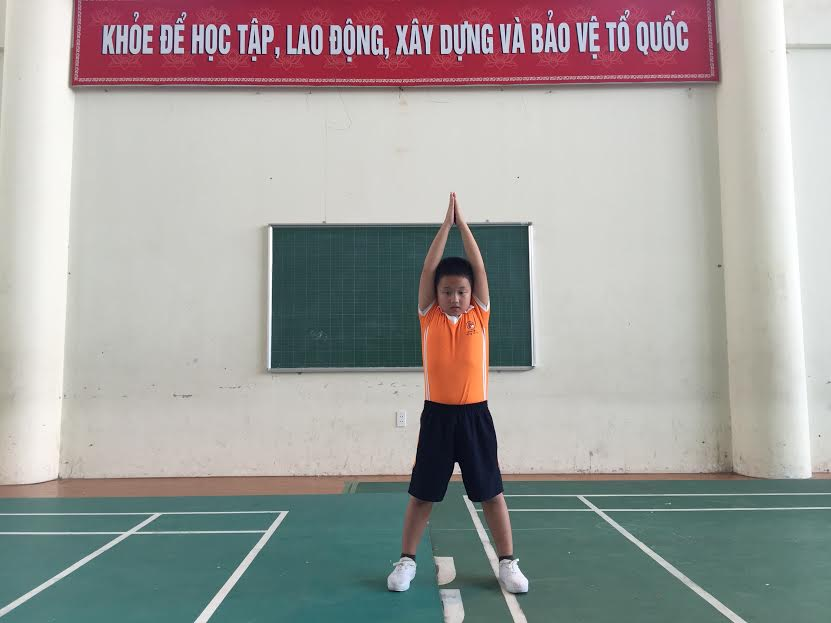 KHỎE ĐỂ HỌC TẬP, LAO ĐỘNG, XÂY DỰNG VÀ BẢO VỆ TỔ QUỐC